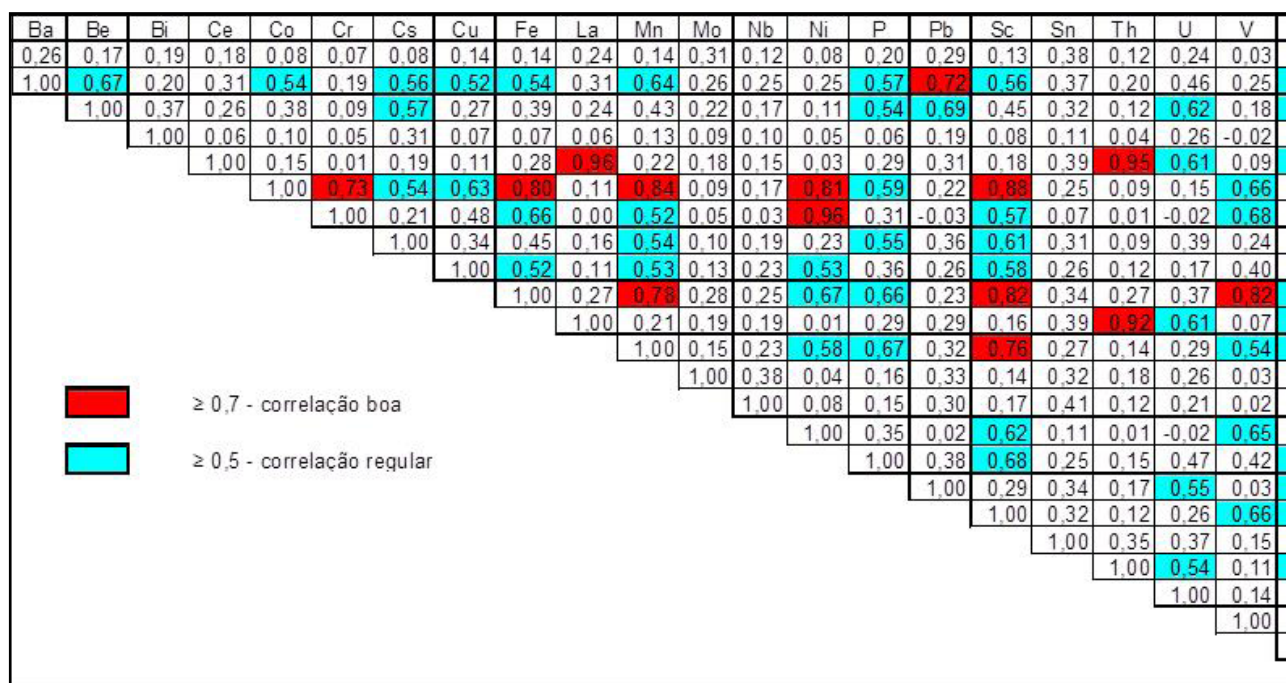 Ba Be Bi Ce Co Cr Cs Cu Fe La Mn Mo Nb Ni P Pb Sc Sn Th U V
0,26 0,17 0,19 0,18 0,08 0,07 0,08 0,14 0,14 0,24 0,14 0,31 0,12 0,08 0,20 0,29 0,13 0,38 0,12 0,24 0,03
1,00 0,67 0,20 0,31 0,54 0,19 0,56 0,52 0,54 0,31 0,64 0,26 0,25 0,25 0,57 0,72 0,56 0,37 0,20 0,46 0,25
1,00 0,37 0,26 0,38 0,09 0,57 0,27 0,39 0,24 0,43 0,22 0,17 0,11 0,54 0,69 0,45 0,32 0,12 0,62 0,18
1,00 0,06 0,10 0,05 0,31 0,07 0,07 0,06 0,13 0,09 0,10 0,05 0,06 0,19 0,08 0,11 0,04 0,26 -0,02
1,00 0,15 0,01 0,19 0,11 0,28 0,96 0,22 0,18 0,15 0,03 0,29 0,31 0,18 0,39 0,95 0,61 0,09
1,00 0,73 0,54 0,63 0,80 0,11 0,84 0,09 0,17 0,81 0,59 0,22 0,88 0,25 0,09 0,15 0,66
1,00 0,21 0,48 0,66 0,00 0,52 0,05 0,03 0,96 0,31 -0,03 0,57 0,07 0,01 -0,02 0,68
1,00 0,34 0,45 0,16 0,54 0,10 0,19 0,23 0,55 0,36 0,61 0,31 0,09 0,39 0,24
1,00 0,52 0,11 0,53 0,13 0,23 0,53 0,36 0,26 0,58 0,26 0,12 0,17 0,40
1,00 0,27 0,78 0,28 0,25 0,67 0,66 0,23 0,82 0,34 0,27 0,37 0,82
1,00 0,21 0,19 0,19 0,01 0,29 0,29 0,16 0,39 0,92 0,61 0,07
1,00 0,15 0,23 0,58 0,67 0,32 0,76 0,27 0,14 0,29 0,54
1,00 0,38 0,04 0,16 0,33 0,14 0,32 0,18 0,26 0,03
≥ 0,7 - correlação boa
1,00 0,08 0,15 0,30 0,17 0,41 0,12 0,21 0,02
1,00 0,35 0,02 0,62 0,11 0,01 -0,02 0,65
≥ 0,5 - correlação regular
1,00 0,38 0,68 0,25 0,15 0,47 0,42
1,00 0,29 0,34 0,17 0,55 0,03
1,00 0,32 0,12 0,26 0,66
1,00 0,35 0,37 0,15
1,00 0,54 0,11
1,00 0,14
1,00